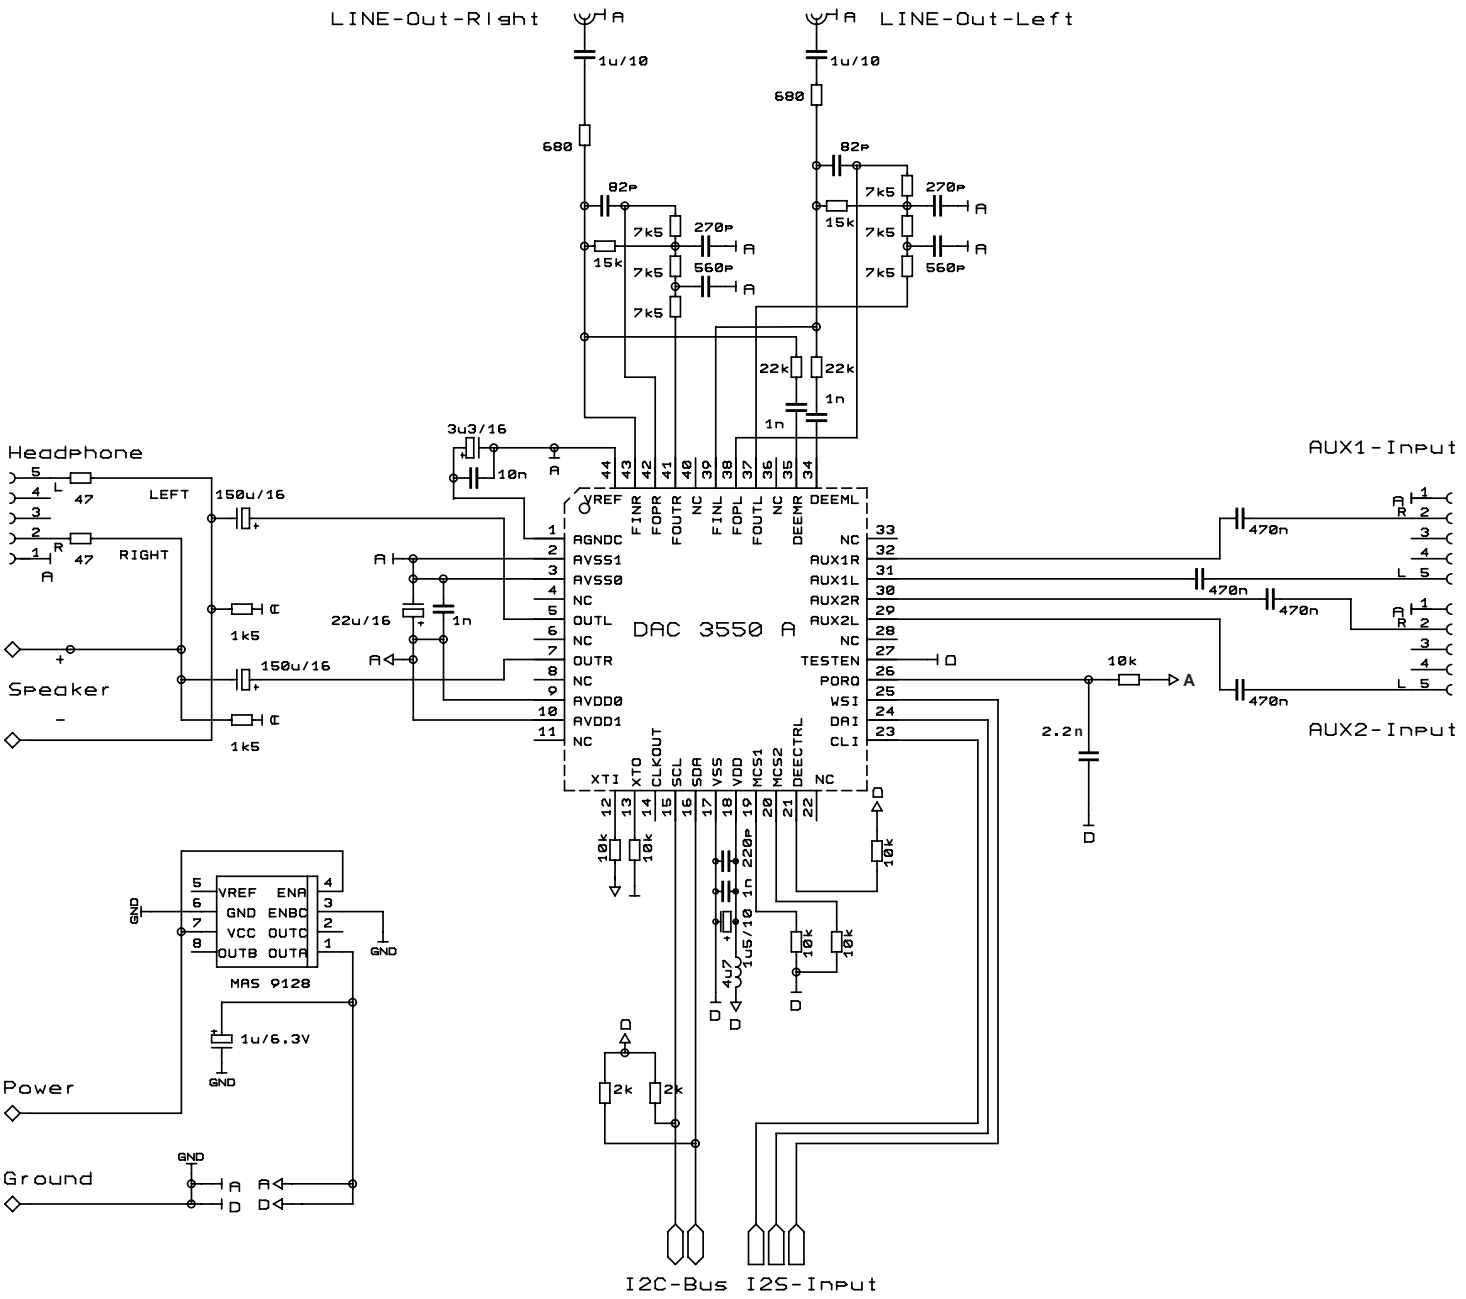 LINE-Out-Right
A
A
LINE-Out-Left
1u/10
1u/10
680
680
82p
82p
7k5
270p
A
15k
7k5
A
7k5
560p
7k5
270p
A
15k
7k5
560p
A
7k5
22k
22k
1n
1n
3u3/16
10n
A
Headphone
5
L
47
LEFT
4
3
2
R
47
RIGHT
1
A
150u/16
1k5
+
150u/16
Speaker
-
1k5
A
22u/16
+
1n
A
44
43
42
41
40
39
38
37
36
35
34
VREF
FINR
FOPR
FOUTR
NC
FINL
FOPL
FOUTL
NC
DEEMR
DEEML
1 AGNDC
2 AVSS1
3 AVSS0
4 NC
5 OUTL
6 NC
7 OUTR
8 NC
9 AVDD0
10 AVDD1
11 NC
DAC 3550 A
NC 33
AUX1R 32
AUX1L 31
AUX2R 30
AUX2L 29
NC 28
TESTEN 27
PORQ 26
WSI 25
DAI 24
CLI 23
XTI
XTO
CLKOUT
SCL
SDA
VSS
VDD
MCS1
MCS2
DEECTRL
NC
12
13
14
15
16
17
18
19
20
21
22
AUX1-Input
A 1
R 2
3
4
L 5
470n
470n
470n
470n
A 1
R 2
3
4
L 5
AUX2-Input
D
10k
A
2.2n
D
10k
10k
220p
1n
1u5/10
+
4u7
D
D
D
10k
10k
10k
D
5 VREF ENA 4
6 GND ENBC 3
7 VCC OUTC 2
8 OUTB OUTA 1
GND
GND
MAS 9128
+
1u/6.3V
GND
D
2k
2k
Power
Ground
GND
A
A
D
D
I2C-Bus
I2S-Input